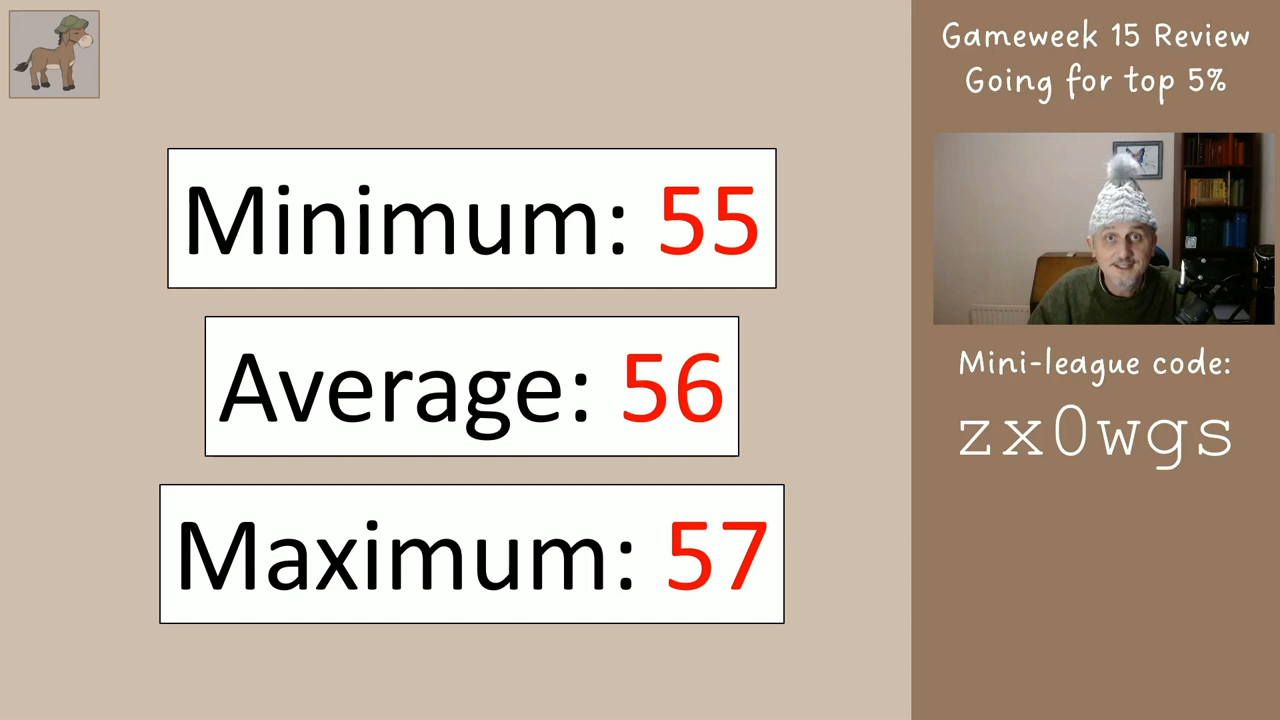 Minimum: 55
Average: 56
Maximum: 57
Gameweek 15 Review
Going for top 5%
Mini-league code:
zx0wgs